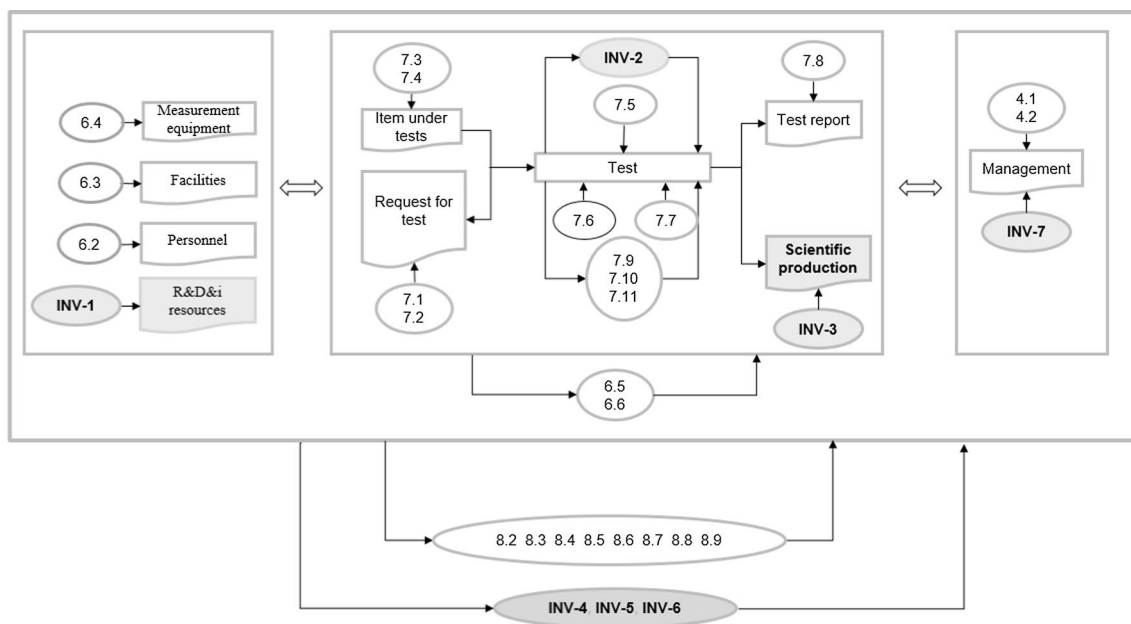 6.4
Measurement
equipment
6.3
Facilities
6.2
Personnel
INV-1
R&D&i
resources
7.3
7.4
Item under
tests
Request for
test
7.1
7.2
INV-2
7.5
Test
7.6
7.7
7.9
7.10
7.11
7.8
Test report
Scientific
production
INV-3
6.5
6.6
4.1
4.2
Management
INV-7
8.2 8.3 8.4 8.5 8.6 8.7 8.8 8.9
INV-4, INV-5, INV-6